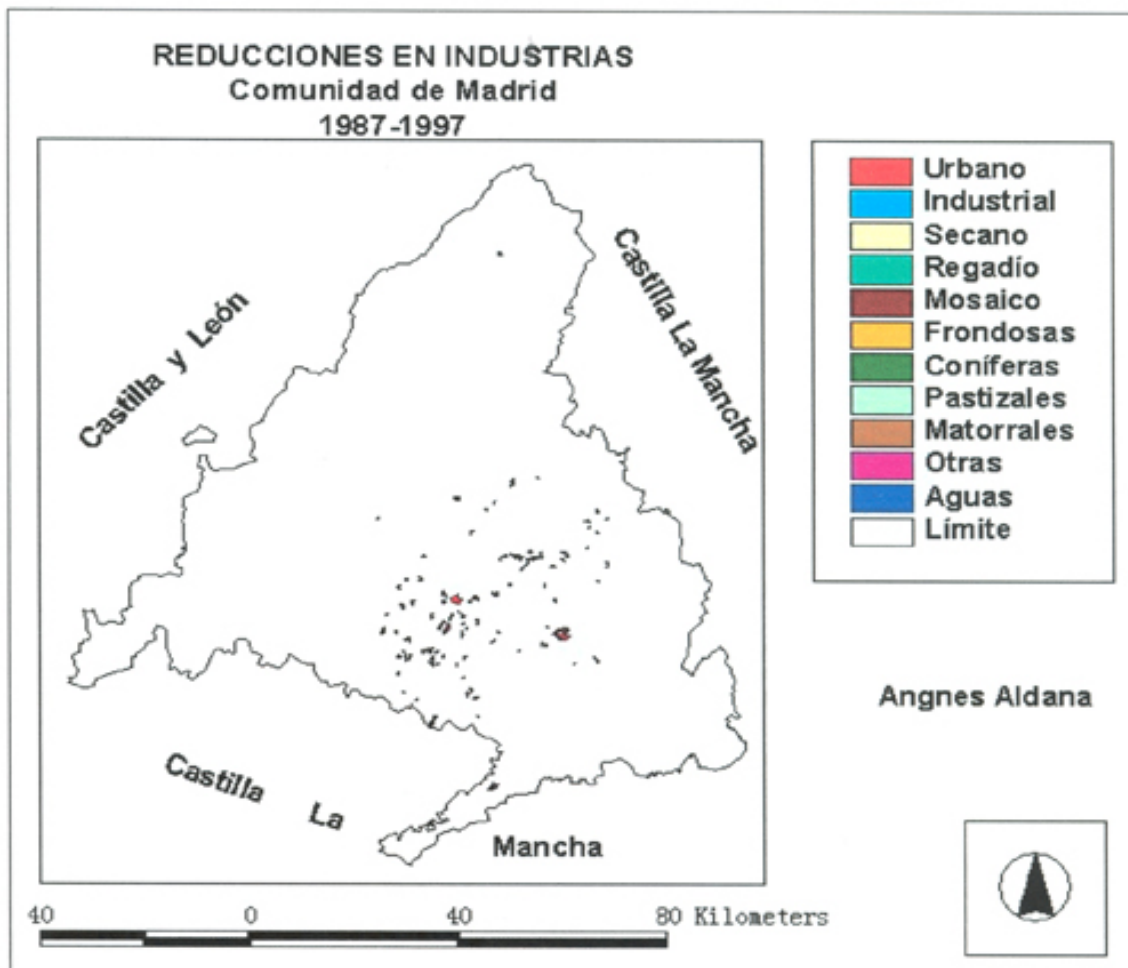 REDUCCIONES EN INDUSTRIAS
Comunidad de Madrid
1987-1997
Castilla y León
Castilla La Mancha
Castilla La
Mancha
Urbano
Industrial
Secano
Regadío
Mosaico
Frondosas
Coníferas
Pastizales
Matorrales
Otras
Aguas
Límite
Angnes Aldana
40 0 40 80 Kilometers